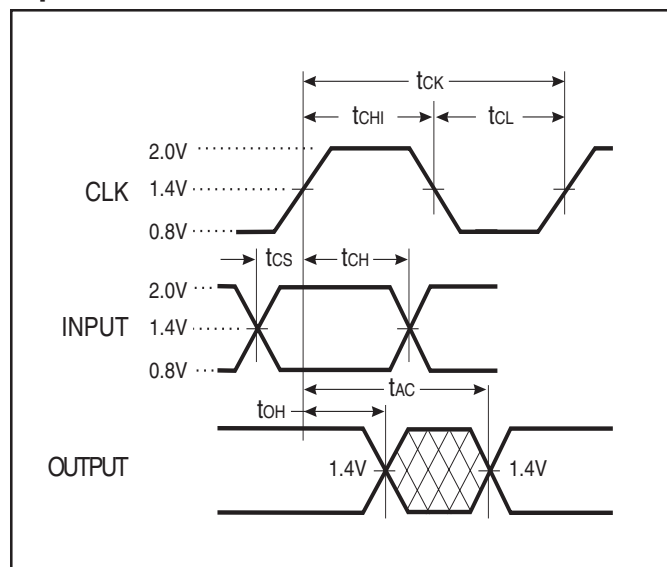 tCK
tCHI tCL
2.0V
CLK 1.4V
0.8V
tCS tCH
2.0V
INPUT 1.4V
0.8V
tAC
tOH
OUTPUT 1.4V 1.4V